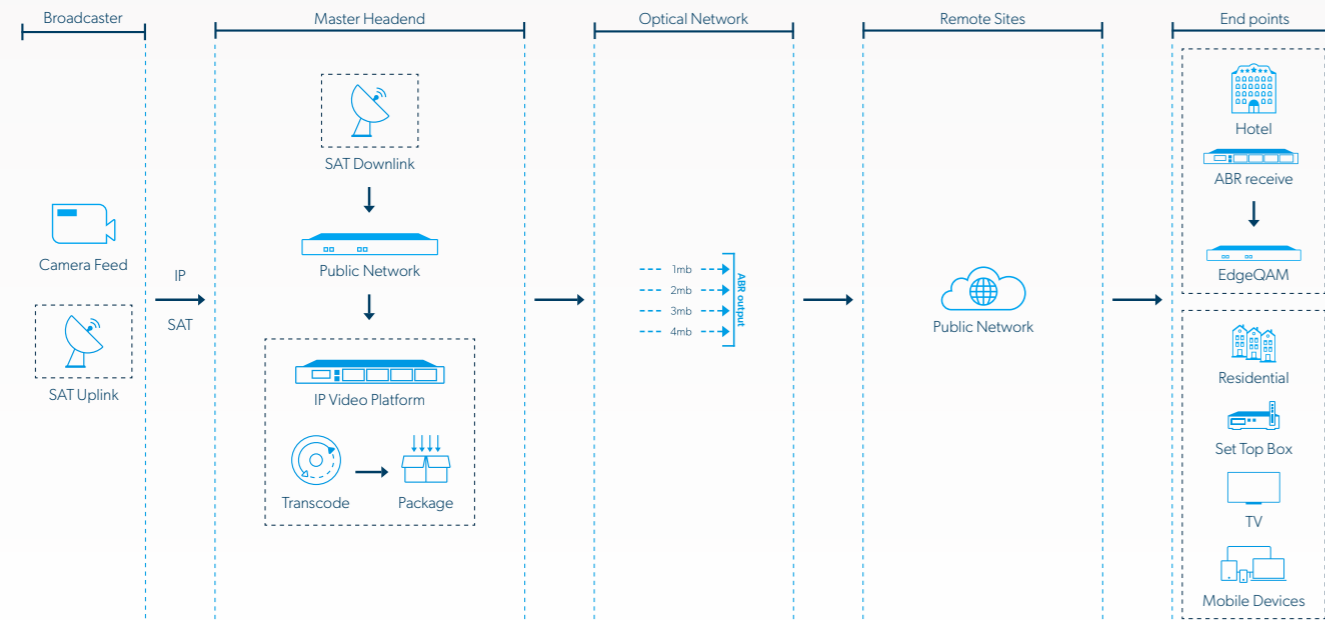 Broadcaster
Master Headend
Optical Network
Remote Sites
End points
Camera Feed
SAT Uplink
IP
SAT
SAT Downlink
Public Network
IP Video Platform
Transcode
Package
1mb
2mb
3mb
4mb
ABR output
Public Network
Hotel
ABR receive
EdgeQAM
Residential
Set Top Box
TV
Mobile Devices